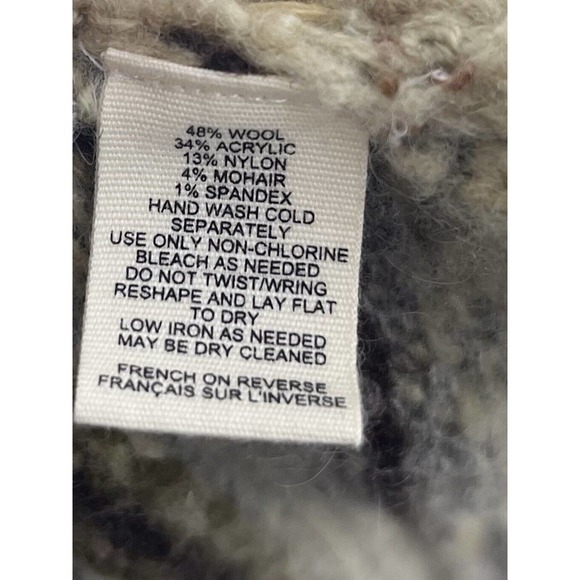 48% WOOL
34% ACRYLIC
13% NYLON
4% MOHAIR
1% SPANDEX
HAND WASH COLD
SEPARATELY
USE ONLY NON-CHLORINE
BLEACH AS NEEDED
DO NOT TWIST/WRING
RESHAPE AND LAY FLAT
TO DRY
LOW IRON AS NEEDED
MAY BE DRY CLEANED
FRENCH ON REVERSE
FRANÇAIS SUR L'INVERSE